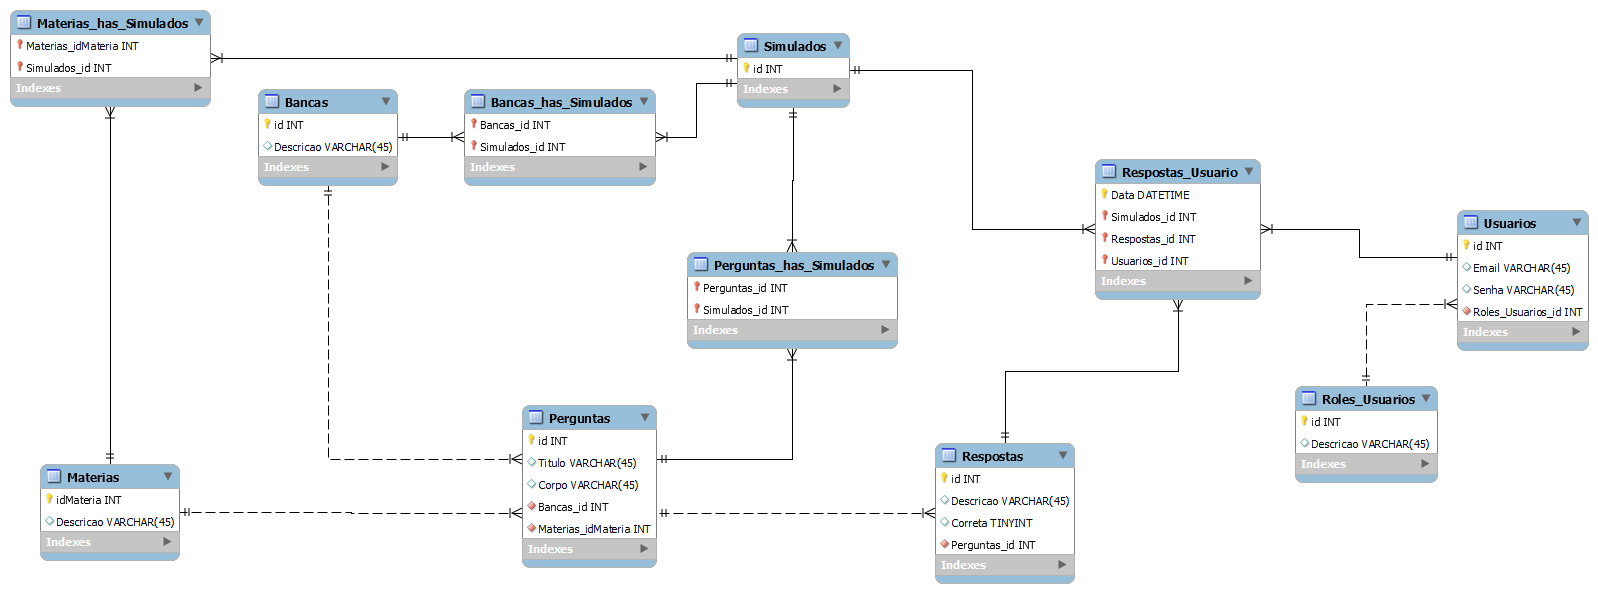 Materias_has_Simulados
Materias_idMateria INT
Simulados_id INT
Indexes
Simulados
id INT
Indexes
Bancas
id INT
Descricao VARCHAR(45)
Indexes
Bancas_has_Simulados
Bancas_id INT
Simulados_id INT
Indexes
Respostas_Usuario
Data DATETIME
Simulados_id INT
Respostas_id INT
Usuarios_id INT
Indexes
Usuarios
id INT
Email VARCHAR(45)
Senha VARCHAR(45)
Roles_Usuarios_id INT
Indexes
Perguntas_has_Simulados
Perguntas_id INT
Simulados_id INT
Indexes
Roles_Usuarios
id INT
Descricao VARCHAR(45)
Indexes
Perguntas
id INT
Titulo VARCHAR(45)
Corpo VARCHAR(45)
Bancas_id INT
Materias_idMateria INT
Indexes
Respostas
id INT
Descricao VARCHAR(45)
Correta TINYINT
Perguntas_id INT
Indexes
Materias
idMateria INT
Descricao VARCHAR(45)
Indexes